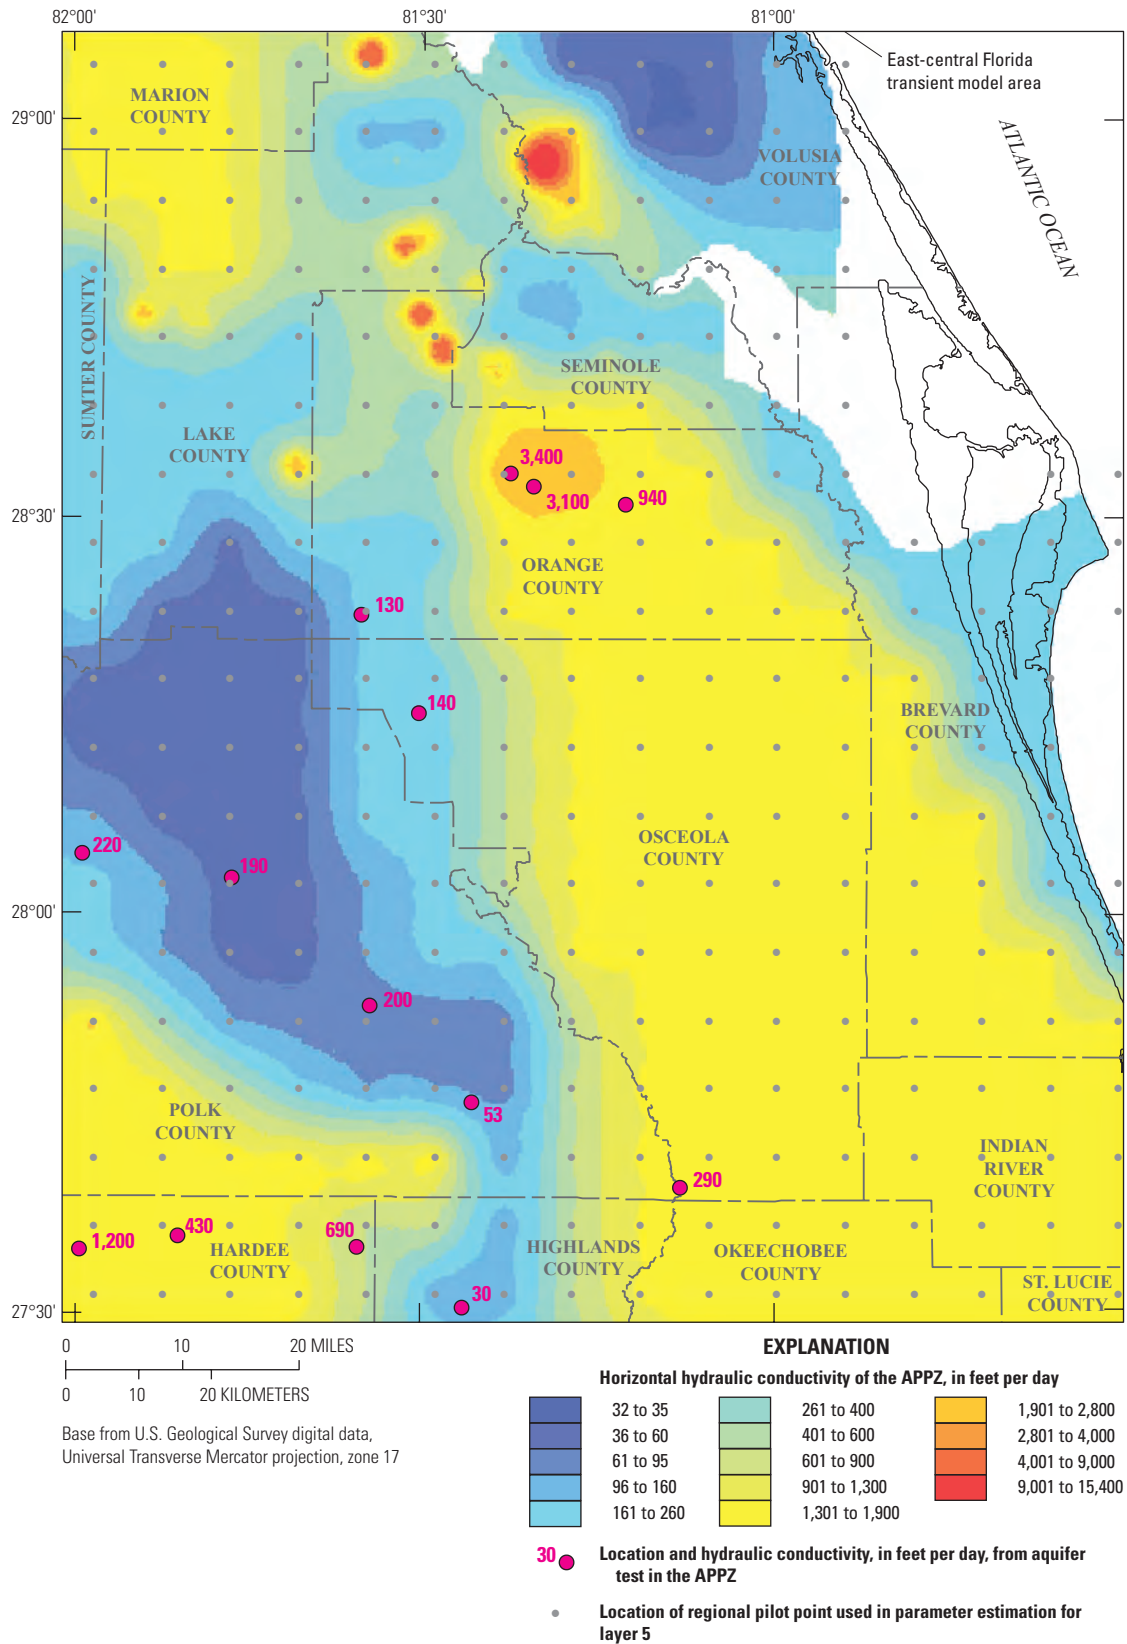 82°00'
81°30'
81°00'
East-central Florida
transient model area
MARION
COUNTY
29°00'
ATLANTIC OCEAN
VOLUSIA
COUNTY
SUMTER COUNTY
SEMINOLE
COUNTY
LAKE
COUNTY
3,400
3,100
940
28°30'
ORANGE
COUNTY
130
140
BREVARD
COUNTY
OSCEOLA
COUNTY
220
190
28°00'
200
53
POLK
COUNTY
INDIAN
RIVER
COUNTY
290
1,200
430
690
HARDEE
COUNTY
HIGHLANDS
COUNTY
OKEECHOBEE
COUNTY
ST. LUCIE
COUNTY
30
27°30'
0 10 20 MILES
0 10 20 KILOMETERS
Base from U.S. Geological Survey digital data,
Universal Transverse Mercator projection, zone 17
EXPLANATION
Horizontal hydraulic conductivity of the APPZ, in feet per day
32 to 35
36 to 60
61 to 95
96 to 160
161 to 260
261 to 400
401 to 600
601 to 900
901 to 1,300
1,301 to 1,900
1,901 to 2,800
2,801 to 4,000
4,001 to 9,000
9,001 to 15,400
30
Location and hydraulic conductivity, in feet per day, from aquifer
test in the APPZ
Location of regional pilot point used in parameter estimation for
layer 5